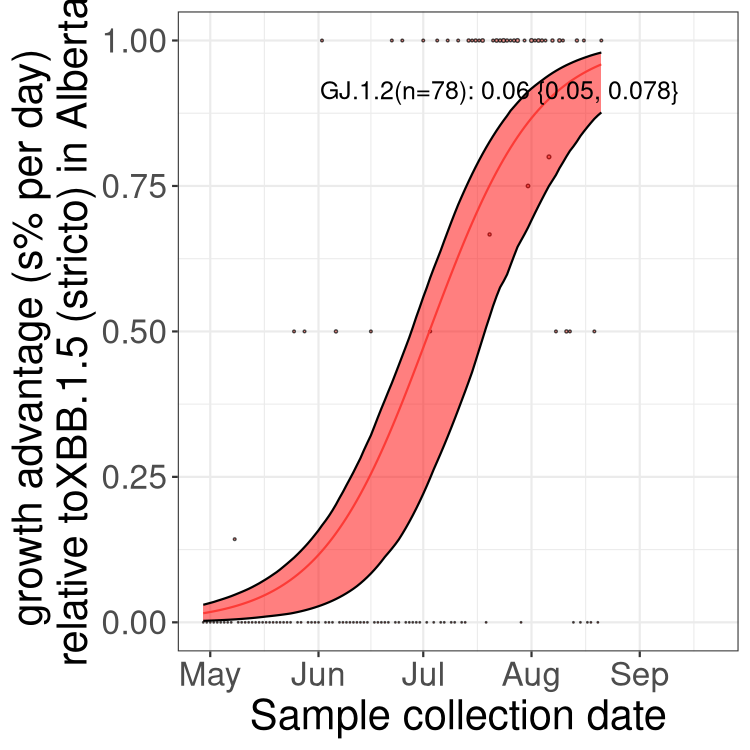 growth advantage (s% per day)
relative toXBB.1.5 (stricto) in Alberta
1.00
0.75
0.50
0.25
0.00
GJ.1.2(n=78): 0.06 {0.05, 0.078}
May Jun Jul Aug Sep
Sample collection date